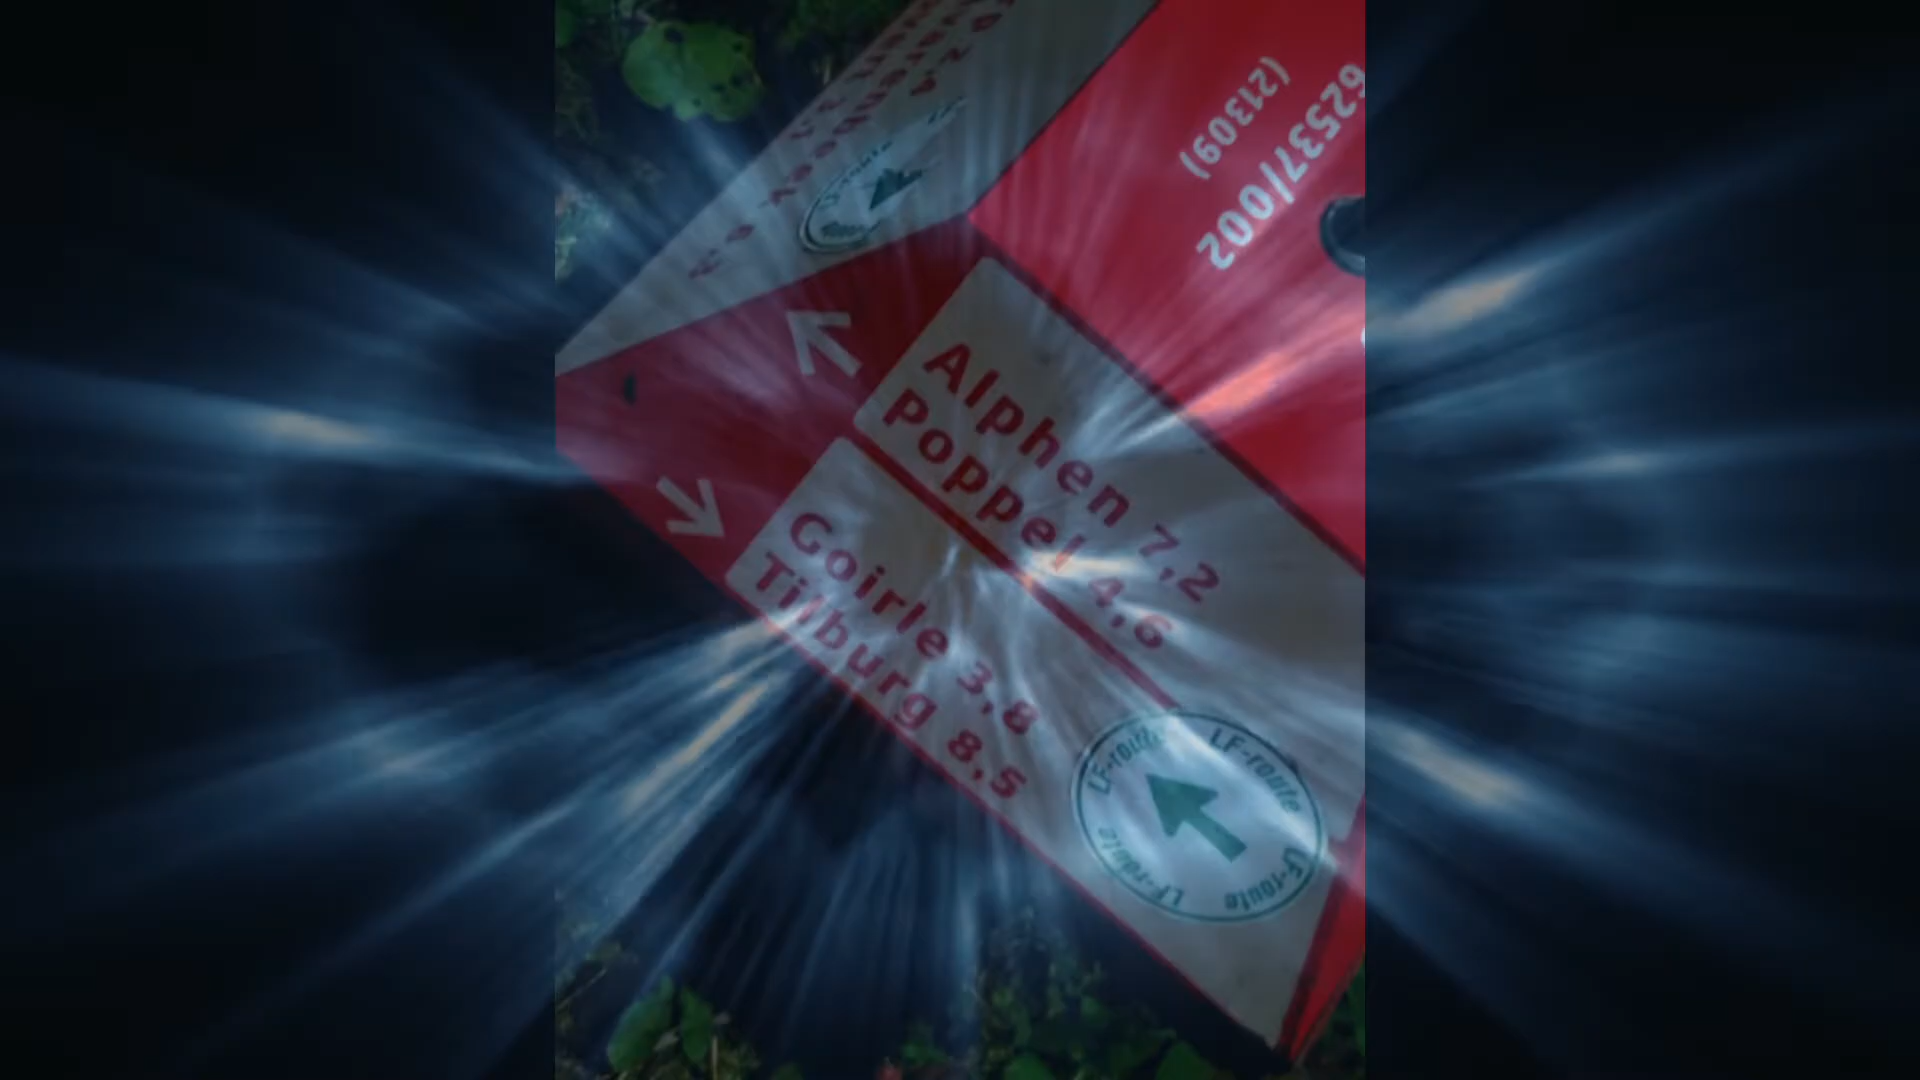 62537/002
(21309)
Alphen 7,2
Poppel 4,6
Goirle 3,8
Tilburg 8,5
LF-route
LF-route
LF-route
LF-route